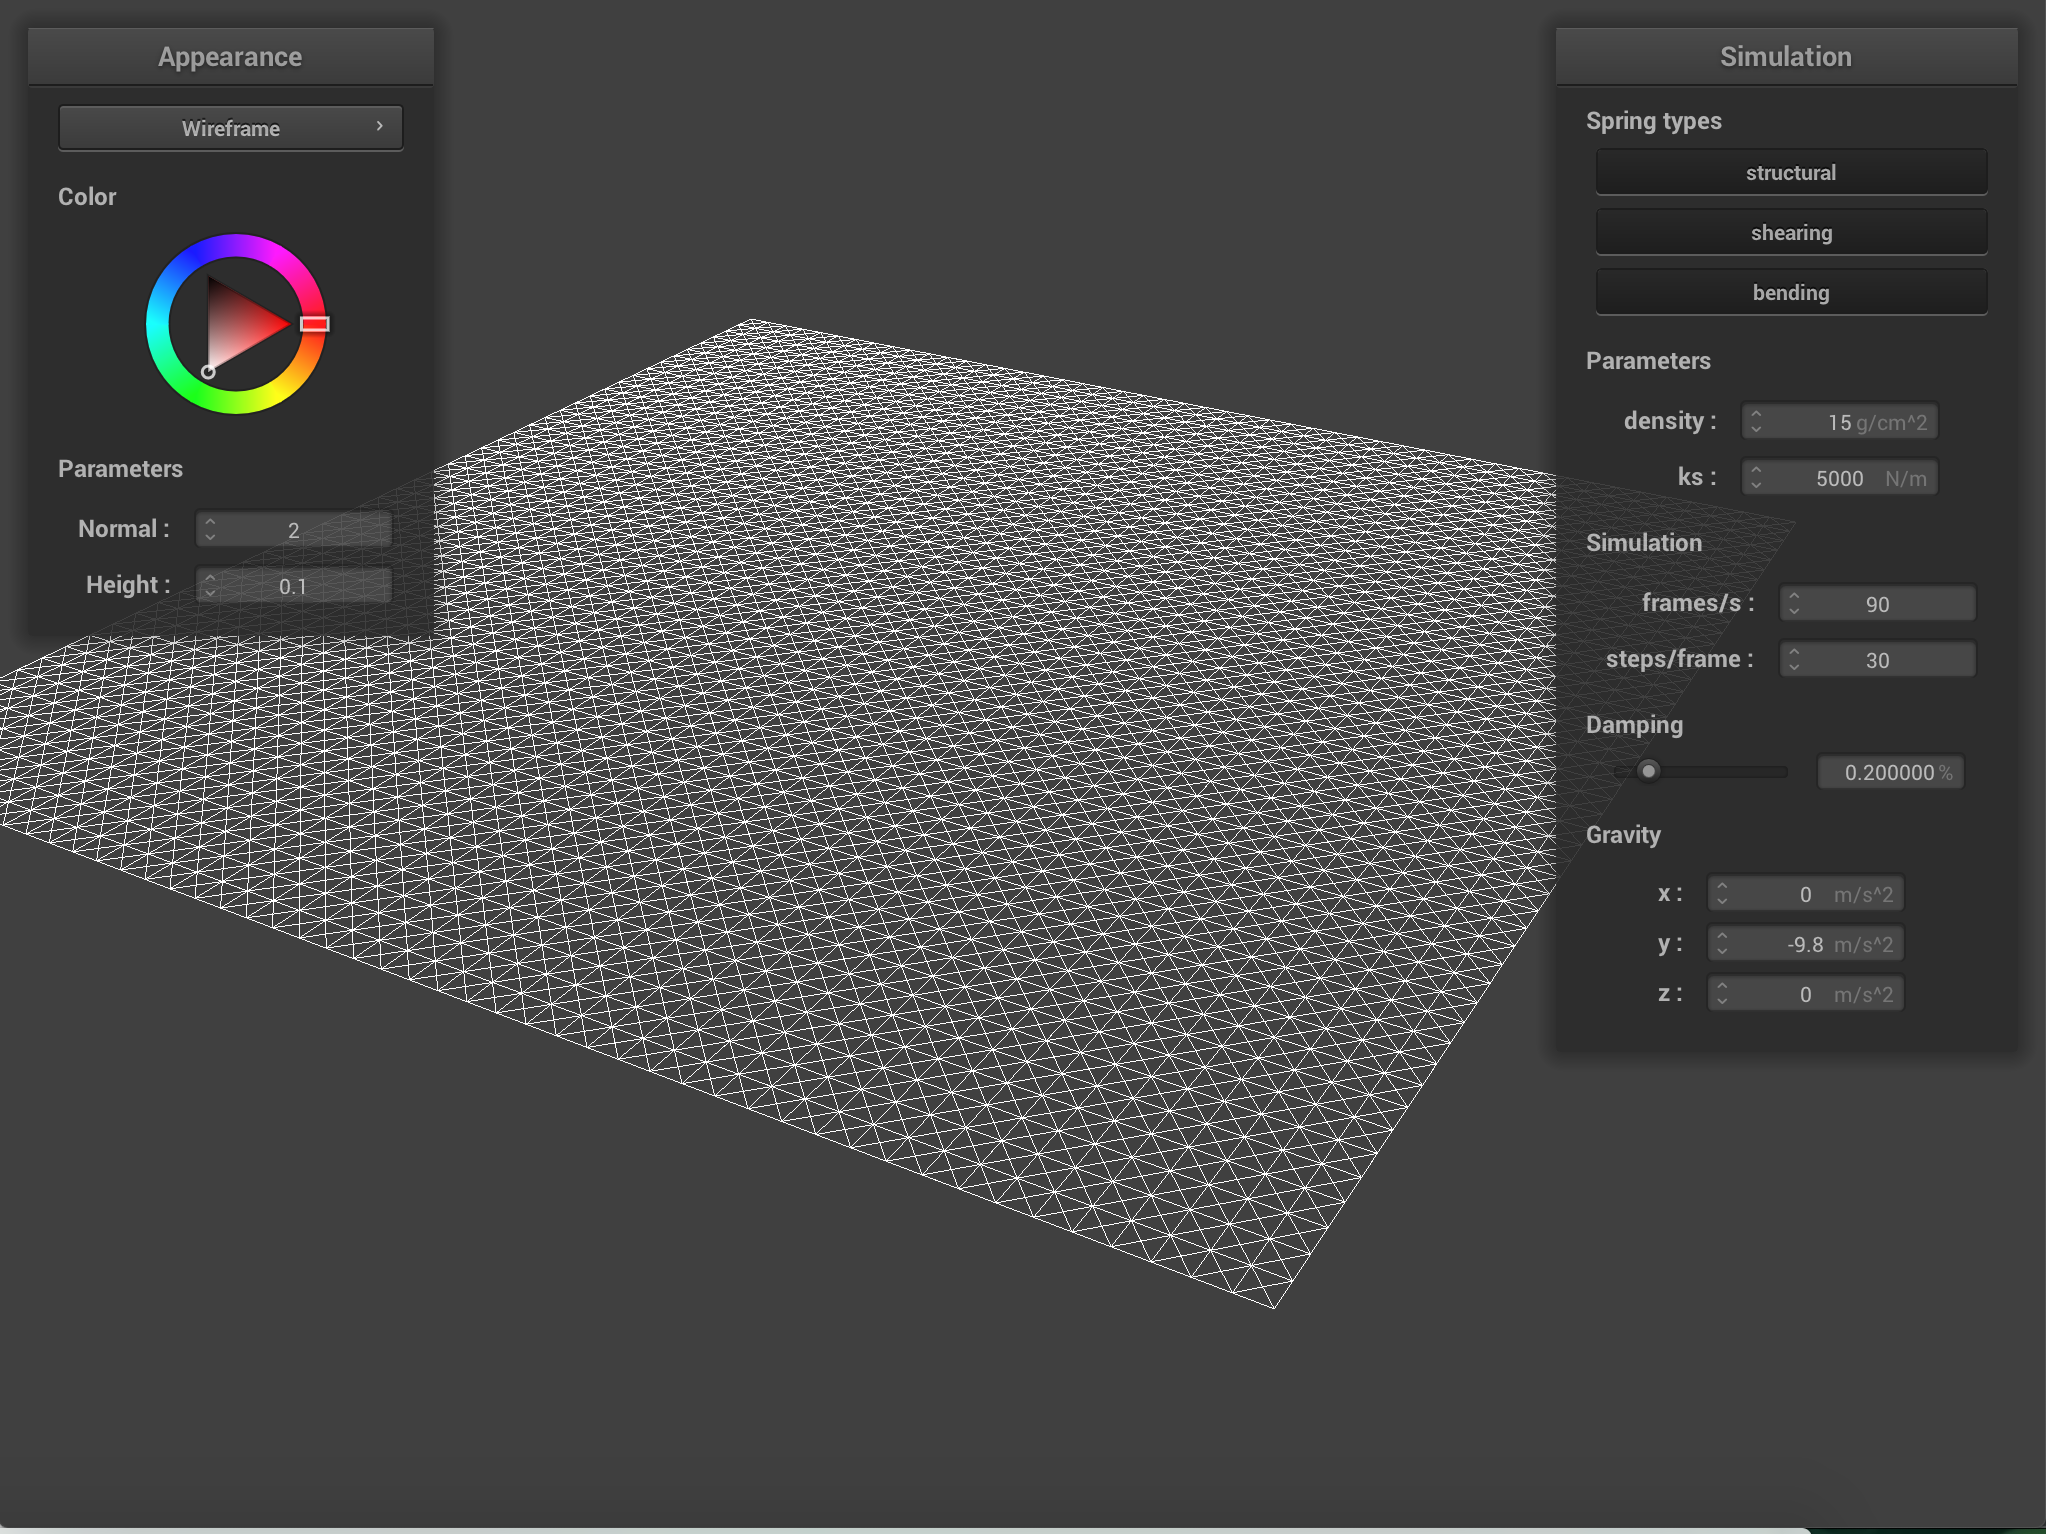 Appearance
Wireframe
Color
Parameters
Normal : 2
Height : 0.1
Simulation
Spring types
structural
shearing
bending
Parameters
density : 15 g/cm^2
ks : 5000 N/m
Simulation
frames/s : 90
steps/frame : 30
Damping
0.200000 %
Gravity
x : 0 m/s^2
y : -9.8 m/s^2
z : 0 m/s^2